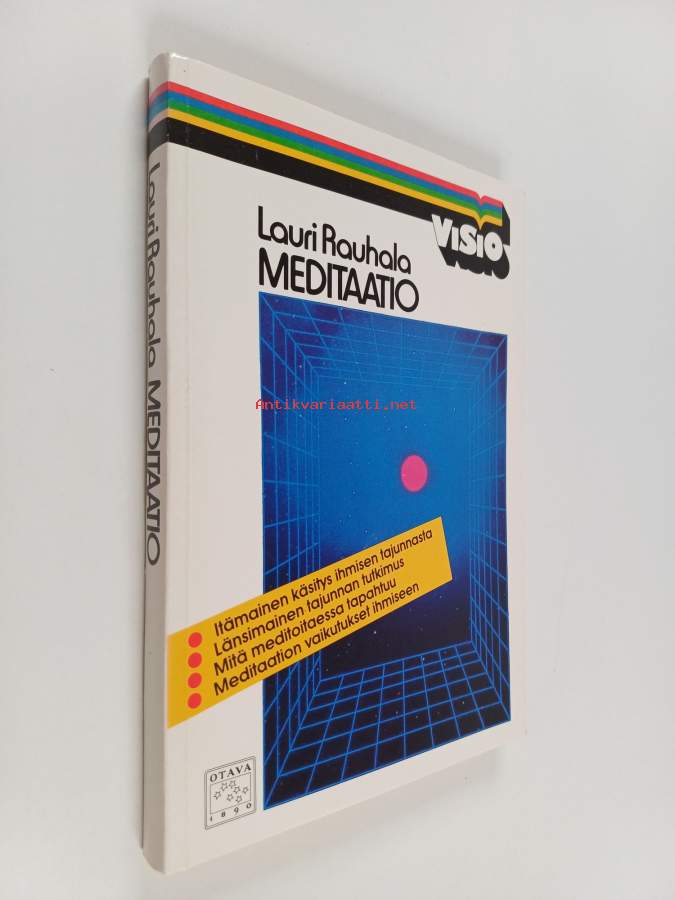 Lauri Rauhala MEDITAATIO
VISIO
Lauri Rauhala
MEDITAATIO
Antikvariaatti.net
Itämainen käsitys ihmisen tajunnasta
Länsimainen tajunnan tutkimus
Mitä meditoitaessa tapahtuu
Meditaation vaikutukset ihmiseen
OTAVA
1890